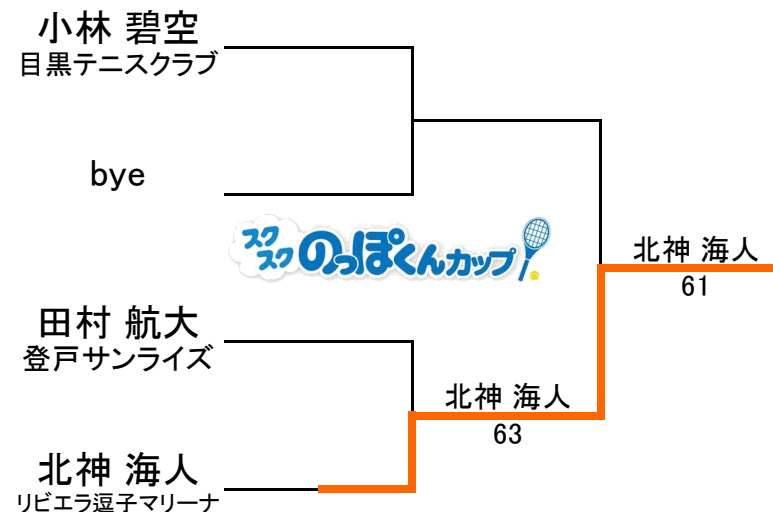 小林 碧空
目黒テニスクラブ
bye
スク
スク のっぽくんカップ
北神 海人
61
田村 航大
登戸サンライズ
北神 海人
63
北神 海人
リビエラ逗子マリーナ